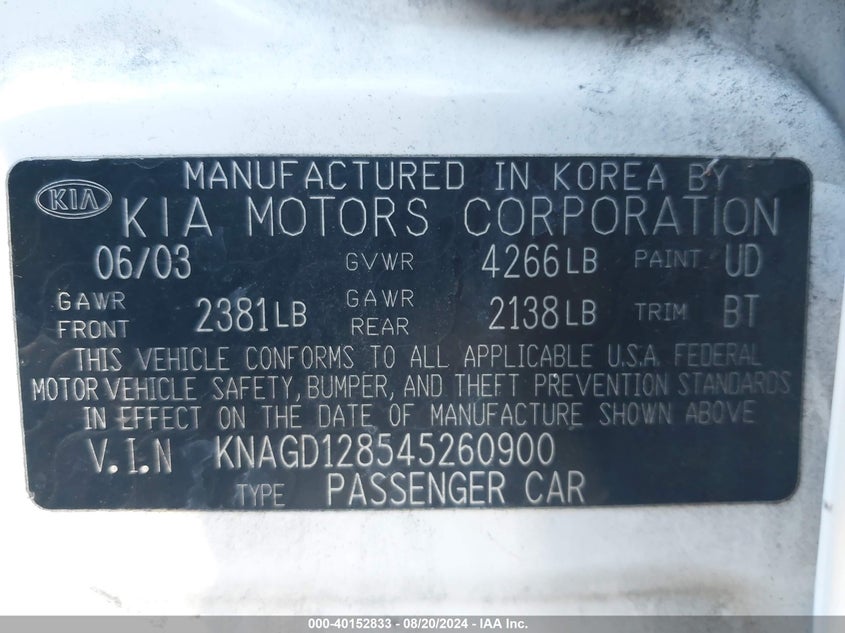 MANUFACTURED IN KOREA BY
KIA KIA MOTORS CORPORATION
06/03 GVWR 4266LB PAINT UD
GAWR FRONT 2381LB GAWR REAR 2138LB TRIM BT
THIS VEHICLE CONFORMS TO ALL APPLICABLE U.S.A. FEDERAL
MOTOR VEHICLE SAFETY, BUMPER, AND THEFT PREVENTION STANDARDS
IN EFFECT ON THE DATE OF MANUFACTURE SHOWN ABOVE
V.I.N KNAGD128545260900
TYPE PASSENGER CAR
000-40152833 - 08/20/2024 - IAA Inc.